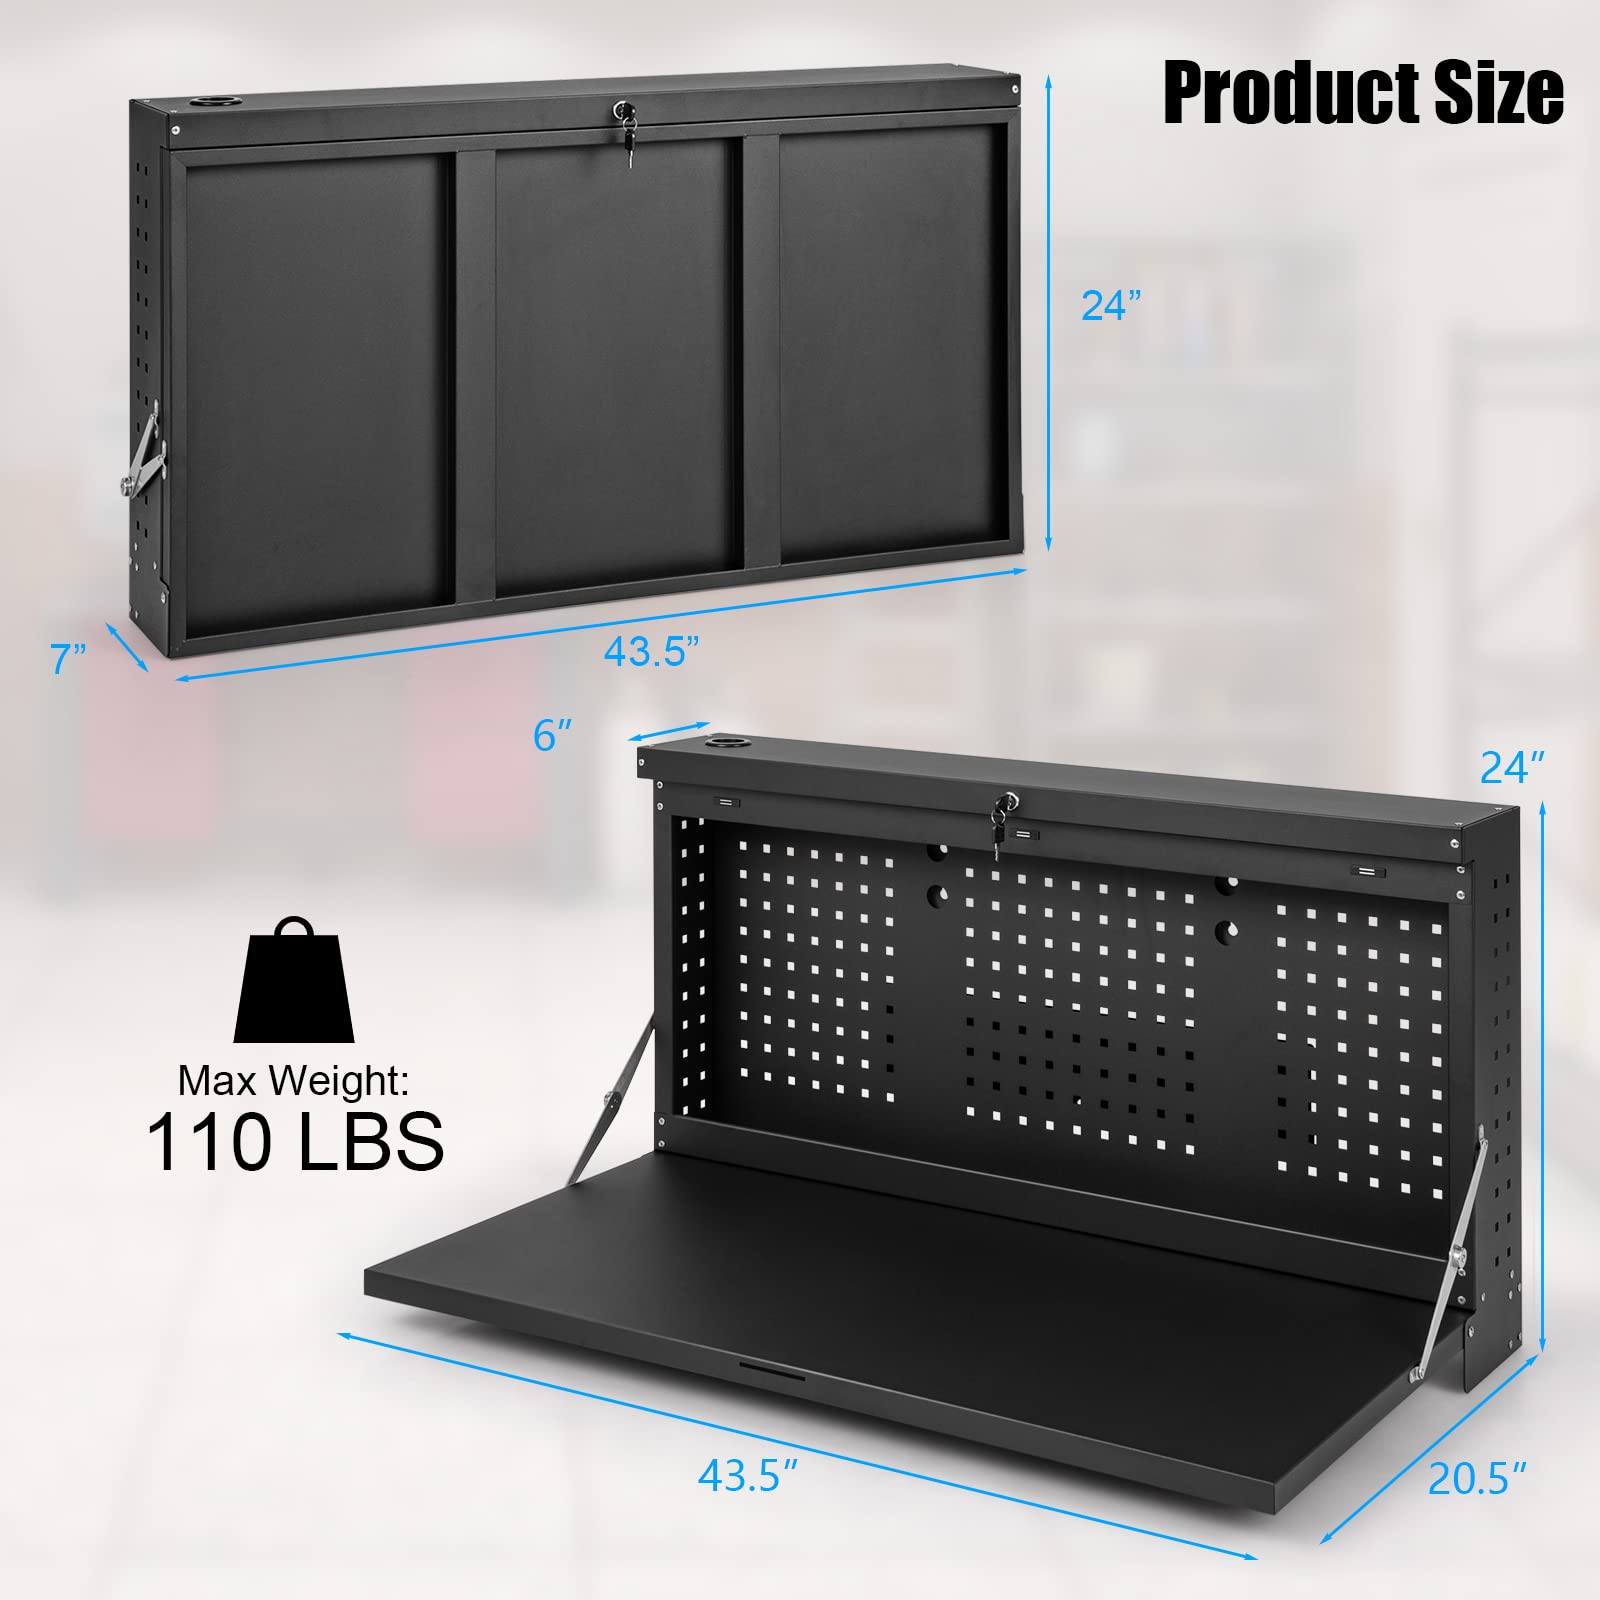 Product Size
24”
7”
43.5”
6”
24”
Max Weight:
110 LBS
43.5”
20.5”